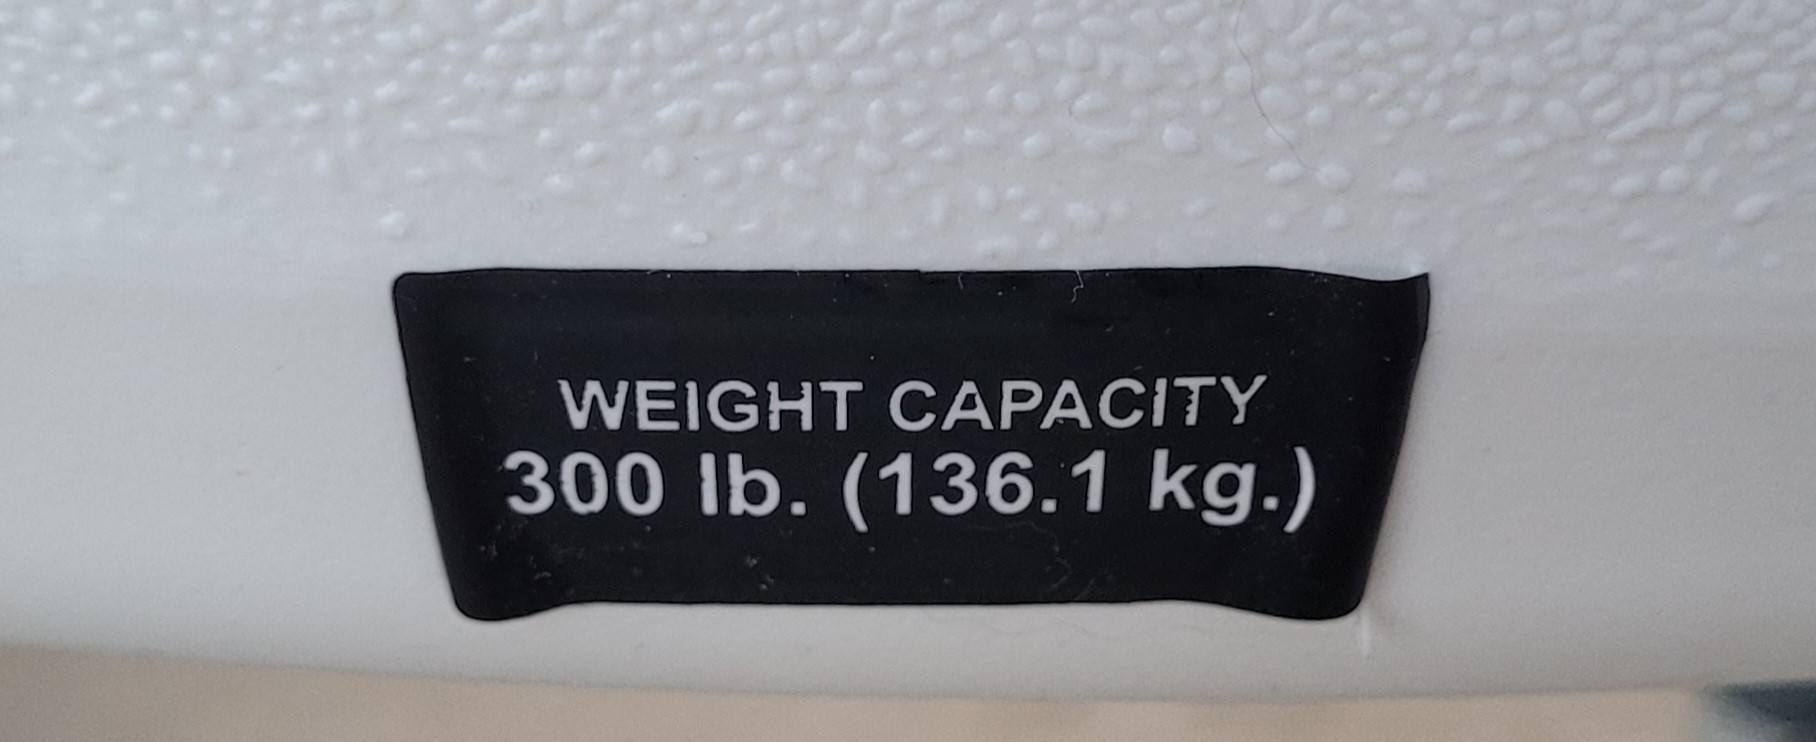 WEIGHT CAPACITY
300 lb. (136.1 kg.)